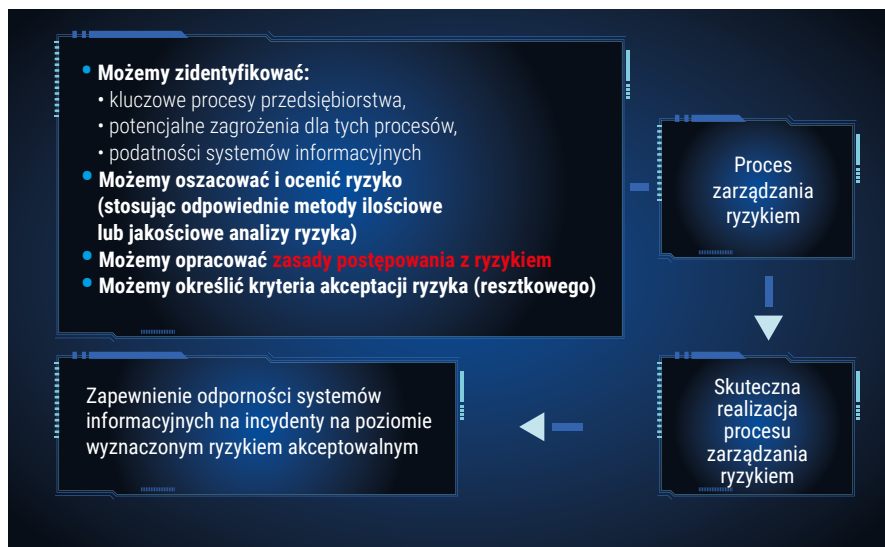 • Możemy zidentyfikować:
• kluczowe procesy przedsiębiorstwa,
• potencjalne zagrożenia dla tych procesów,
• podatności systemów informacyjnych
• Możemy oszacować i ocenić ryzyko
(stosując odpowiednie metody ilościowe
lub jakościowe analizy ryzyka)
• Możemy opracować zasady postępowania z ryzykiem
• Możemy określić kryteria akceptacji ryzyka (resztkowego)
Proces
zarządzania
ryzykiem
Skuteczna
realizacja
procesu
zarządzania
ryzykiem
Zapewnienie odporności systemów
informacyjnych na incydenty na poziomie
wyznaczonym ryzykiem akceptowalnym